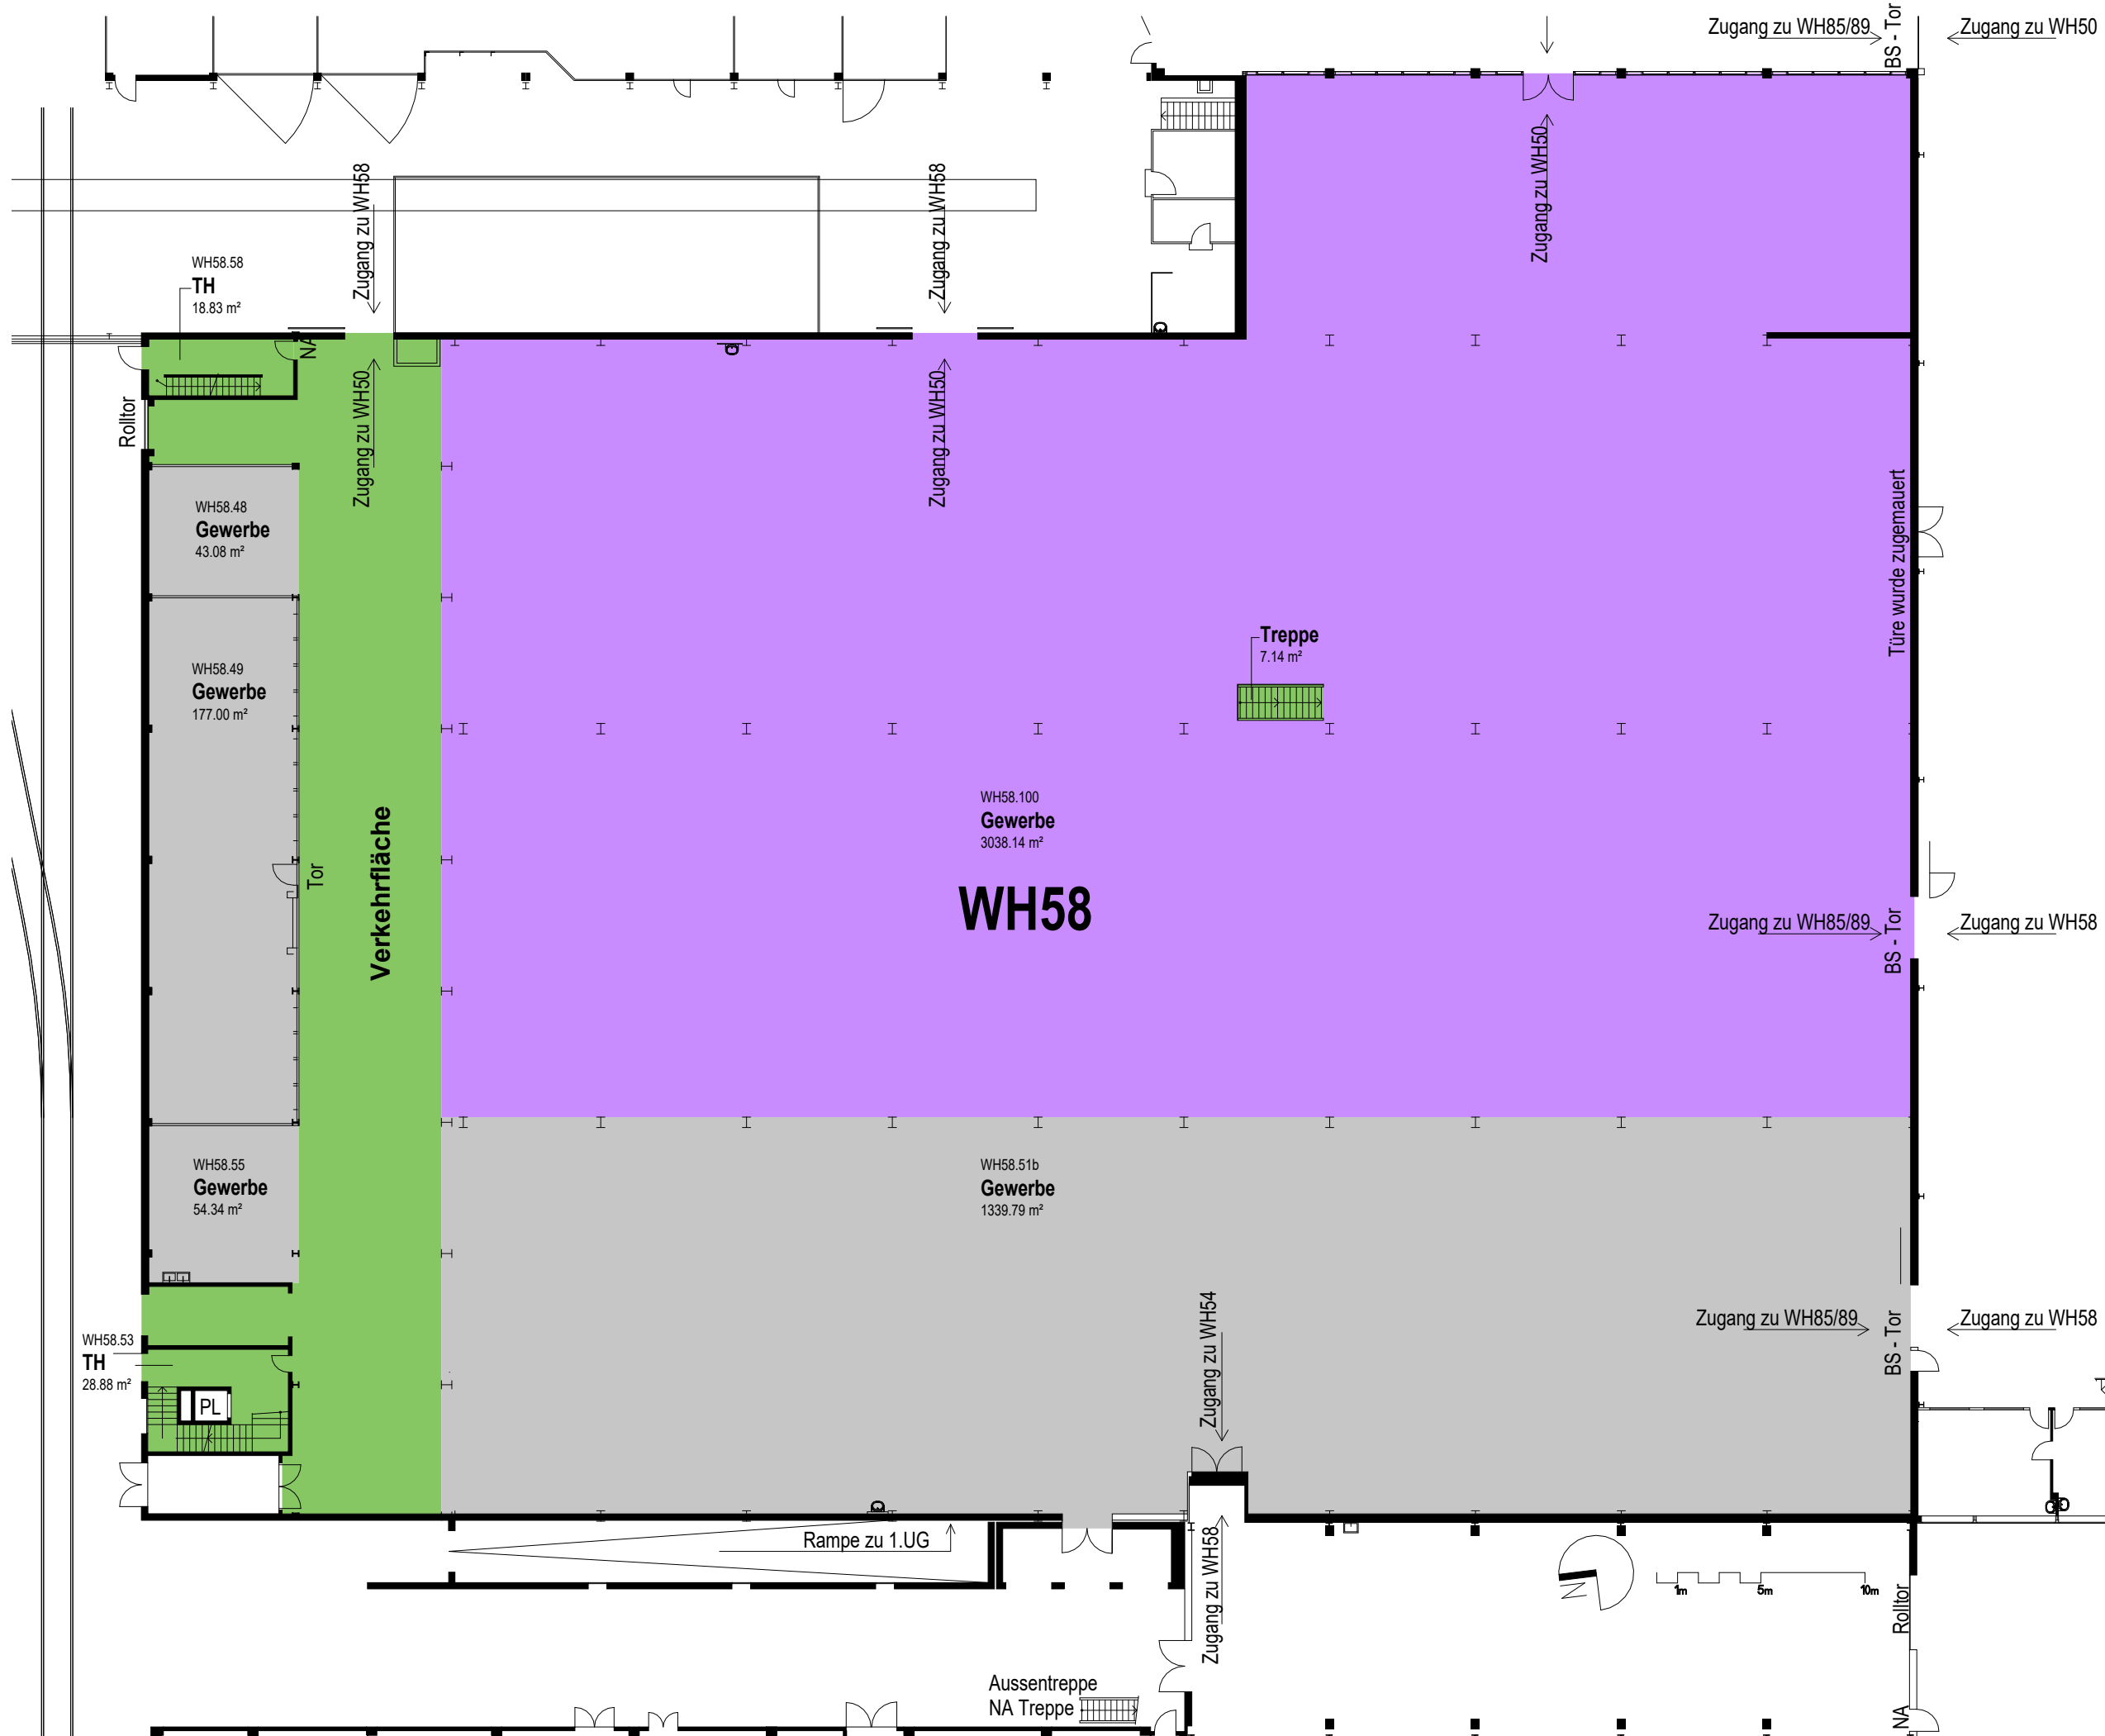 Zugang zu WH85/89
BS - Tor
Zugang zu WH50
Zugang zu WH58
Zugang zu WH58
Zugang zu WH50
WH58.58
TH
18.83 m²
NA
Rolltor
Zugang zu WH50
Zugang zu WH50
WH58.48
Gewerbe
43.08 m²
Türe wurde zugemauert
Treppe
7.14 m²
WH58.49
Gewerbe
177.00 m²
WH58.100
Gewerbe
3038.14 m²
Tor
Verkehrfläche
WH58
Zugang zu WH85/89
BS - Tor
Zugang zu WH58
WH58.55
Gewerbe
54.34 m²
WH58.51b
Gewerbe
1339.79 m²
Zugang zu WH54
Zugang zu WH85/89
BS - Tor
Zugang zu WH58
WH58.53
TH
28.88 m²
PL
Rampe zu 1.UG
Zugang zu WH58
N
1m
5m
10m
Rolltor
Aussentreppe
NA Treppe
NA